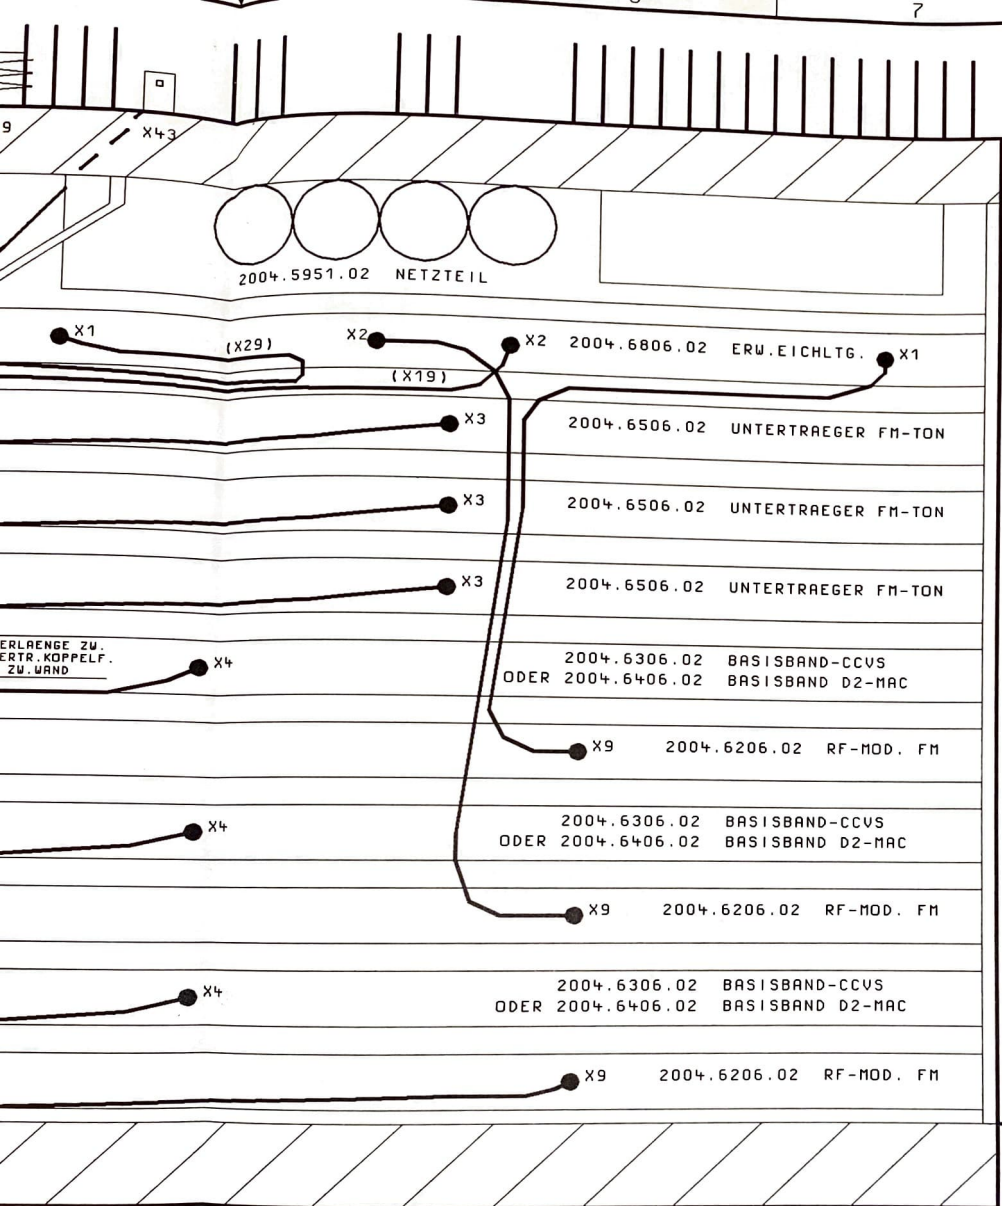 7
9
X43
2004.5951.02 NETZTEIL
X1
(X29)
X2
X2 2004.6806.02 ERW.EICHLTG. X1
(X19)
X3 2004.6506.02 UNTERTRAEGER FM-TON
X3 2004.6506.02 UNTERTRAEGER FM-TON
X3 2004.6506.02 UNTERTRAEGER FM-TON
ERLAENGE ZW.
ERTR.KOPPELF.
ZW.WAND
X4
2004.6306.02 BASISBAND-CCVS
ODER 2004.6406.02 BASISBAND D2-MAC
X9 2004.6206.02 RF-MOD. FM
X4
2004.6306.02 BASISBAND-CCVS
ODER 2004.6406.02 BASISBAND D2-MAC
X9 2004.6206.02 RF-MOD. FM
X4
2004.6306.02 BASISBAND-CCVS
ODER 2004.6406.02 BASISBAND D2-MAC
X9 2004.6206.02 RF-MOD. FM